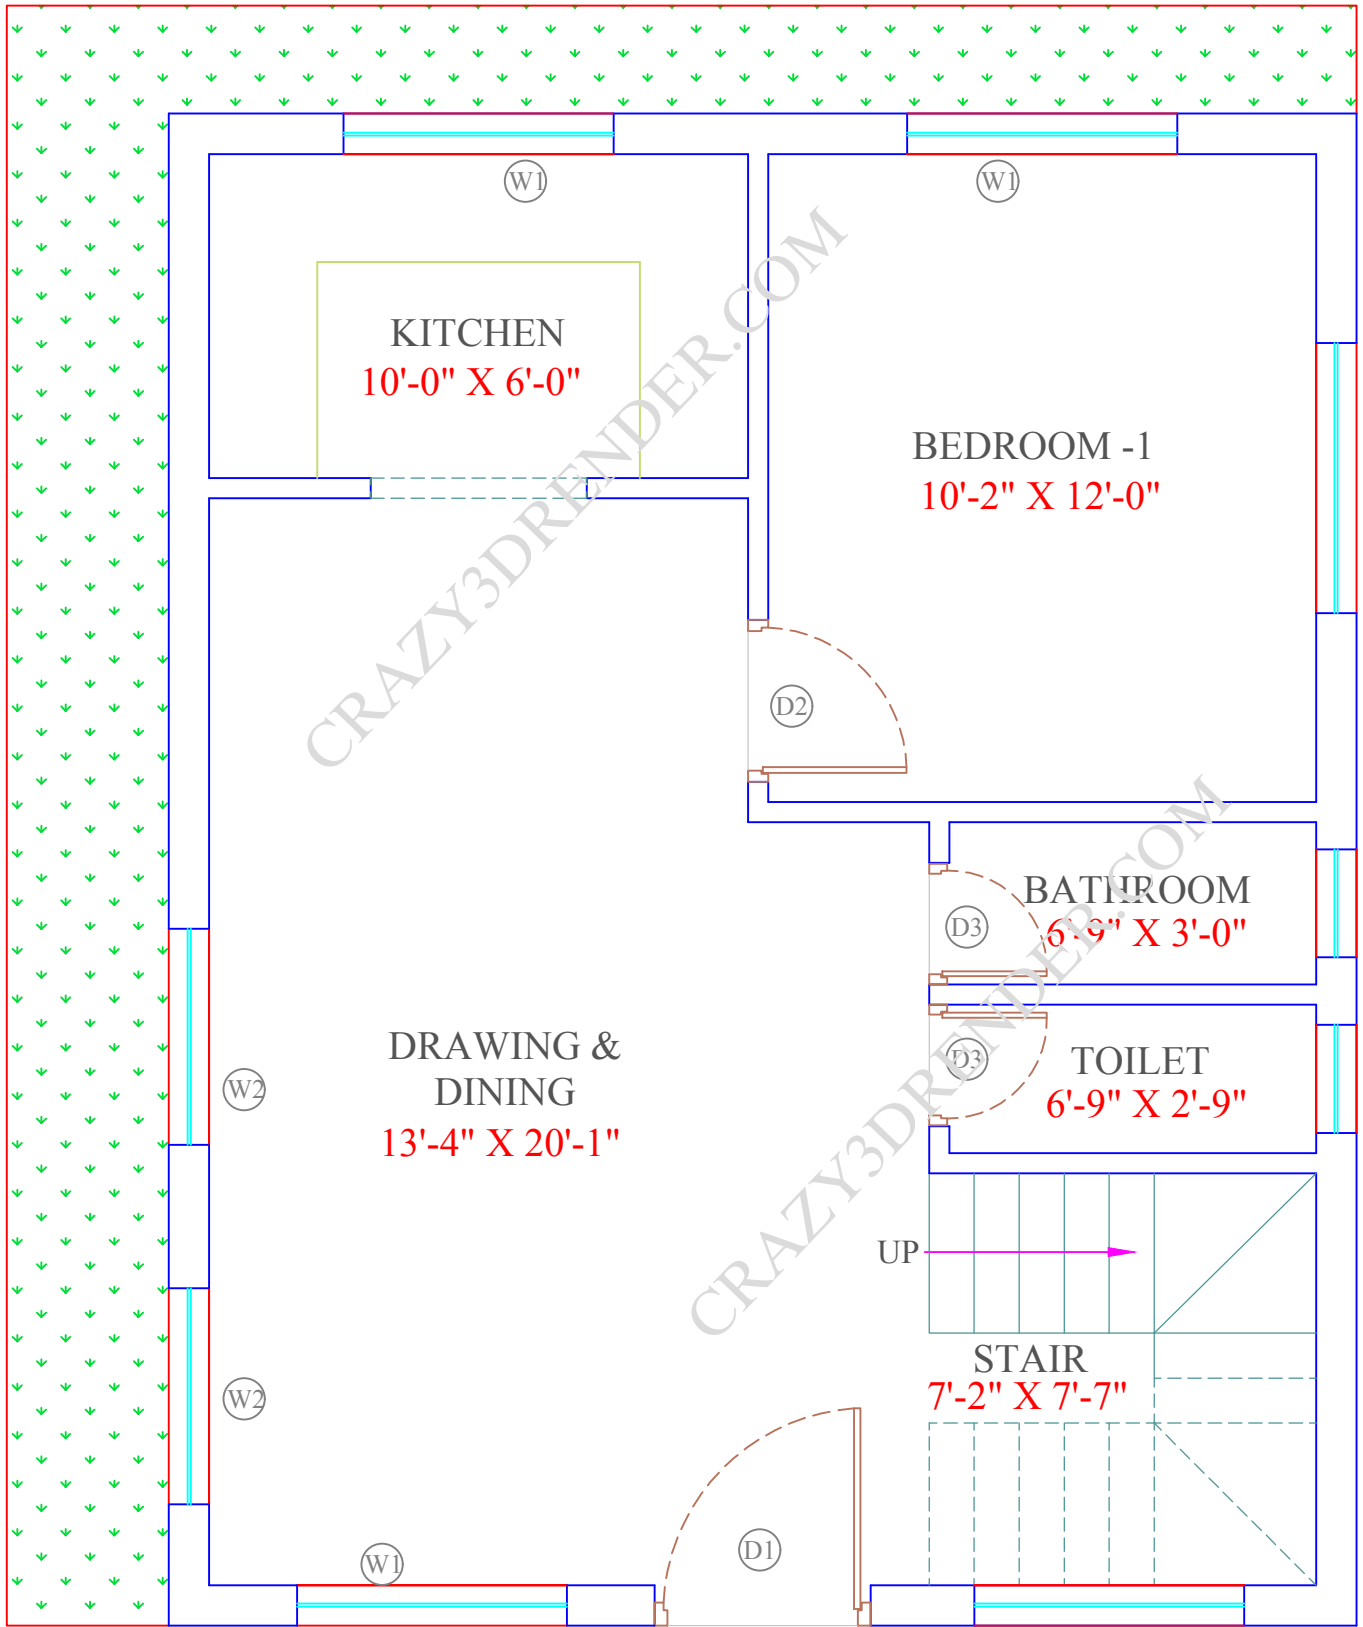 W1
W1
KITCHEN
10'-0" X 6'-0"
BEDROOM -1
10'-2" X 12'-0"
CRAZY3DRENDER.COM
D2
BATHROOM
6'-9" X 3'-0"
D3
DRAWING &
DINING
13'-4" X 20'-1"
D3
TOILET
6'-9" X 2'-9"
W2
CRAZY3DRENDER.COM
UP
STAIR
7'-2" X 7'-7"
W2
D1
W1